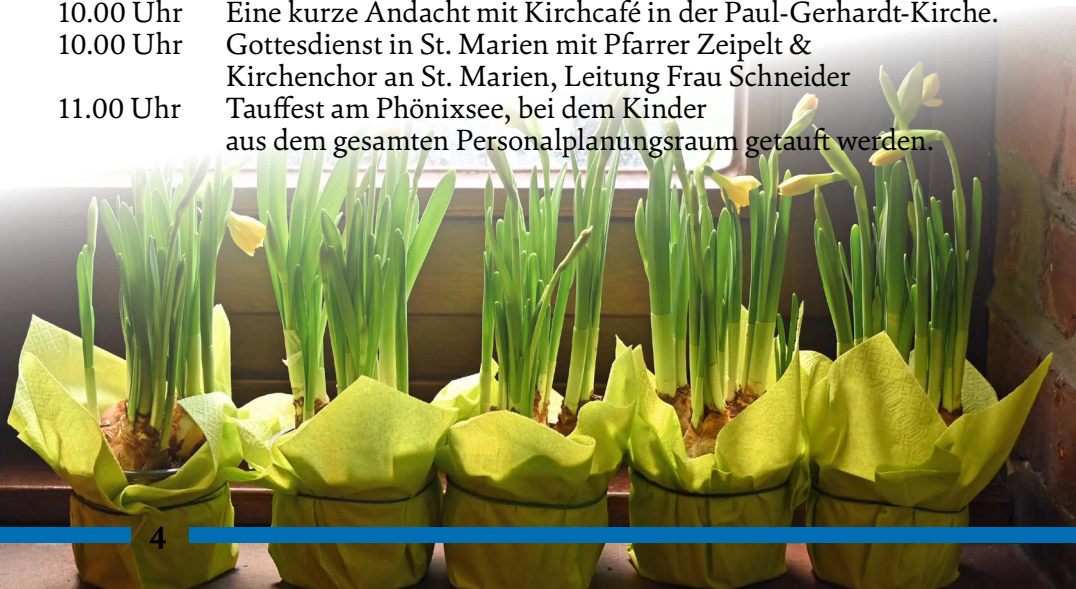 10.00 Uhr Eine kurze Andacht mit Kirchcafé in der Paul-Gerhardt-Kirche.
10.00 Uhr Gottesdienst in St. Marien mit Pfarrer Zeipelt &
Kirchenchor an St. Marien, Leitung Frau Schneider
11.00 Uhr Tauffest am Phönixsee, bei dem Kinder
aus dem gesamten Personalplanungsraum getauft werden.
4